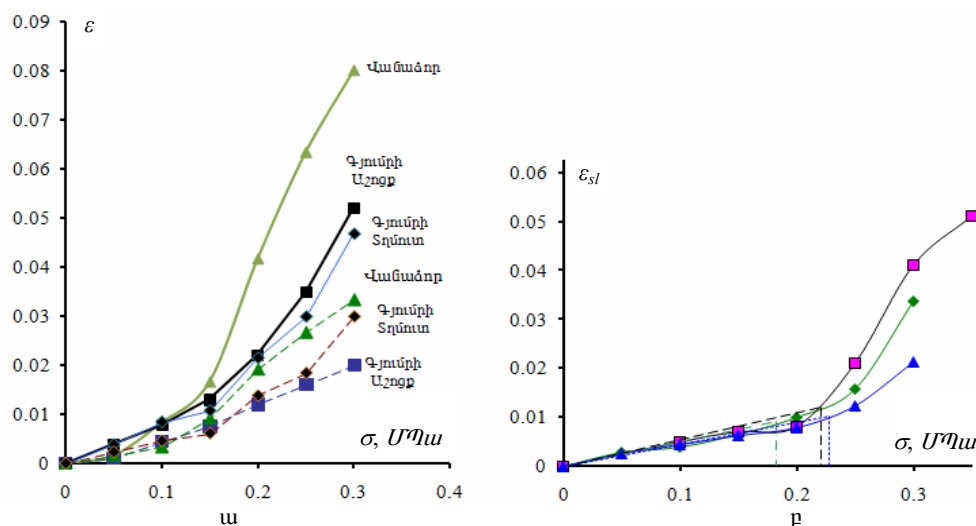 ε
0.09
0.08
0.07
0.06
0.05
0.04
0.03
0.02
0.01
0
0 0.1 0.2 0.3 0.4
σ, ՄՊա
Վանաձոր
Գյումրի
Աշոցք
Գյումրի
Տղմուտ
Վանաձոր
Գյումրի
Տղմուտ
Գյումրի
Աշոցք
ա
ε_sl
0.06
0.05
0.04
0.03
0.02
0.01
0
0 0.1 0.2 0.3
σ, ՄՊա
բ